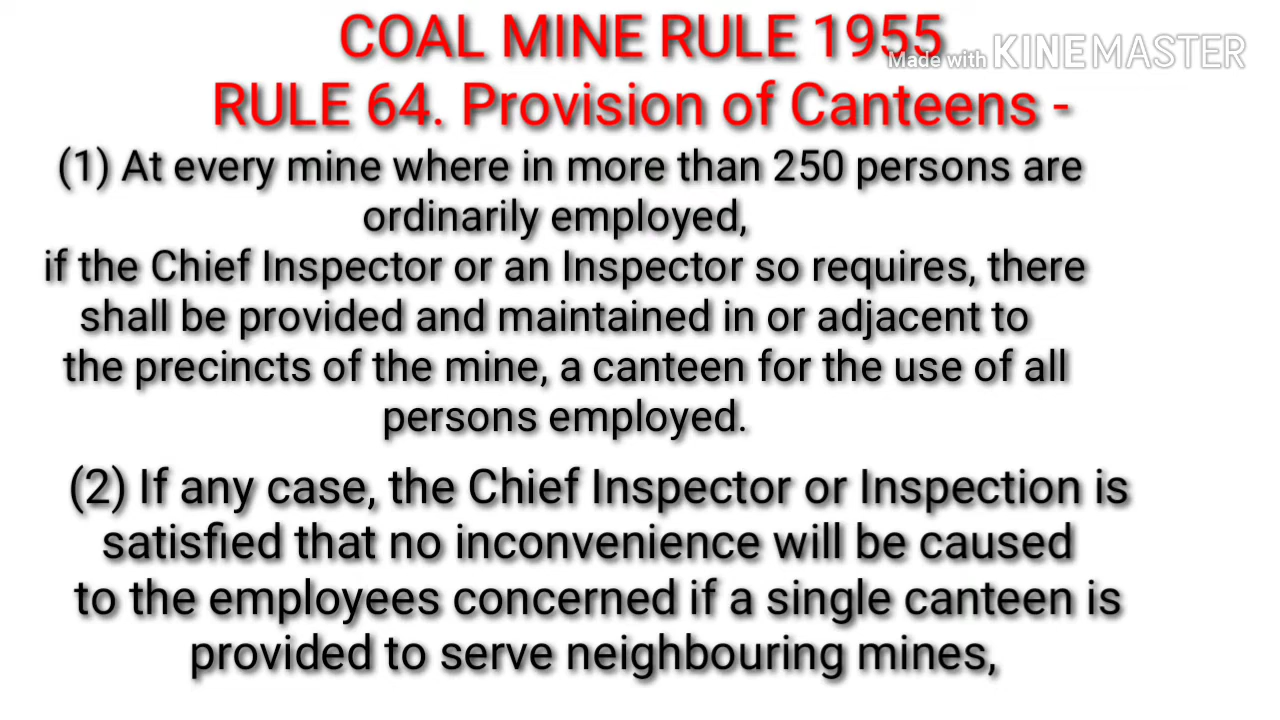 COAL MINE RULE 1955
Made with KINEMASTER
RULE 64. Provision of Canteens -
(1) At every mine where in more than 250 persons are
ordinarily employed,
if the Chief Inspector or an Inspector so requires, there
shall be provided and maintained in or adjacent to
the precincts of the mine, a canteen for the use of all
persons employed.
(2) If any case, the Chief Inspector or Inspection is
satisfied that no inconvenience will be caused
to the employees concerned if a single canteen is
provided to serve neighbouring mines,